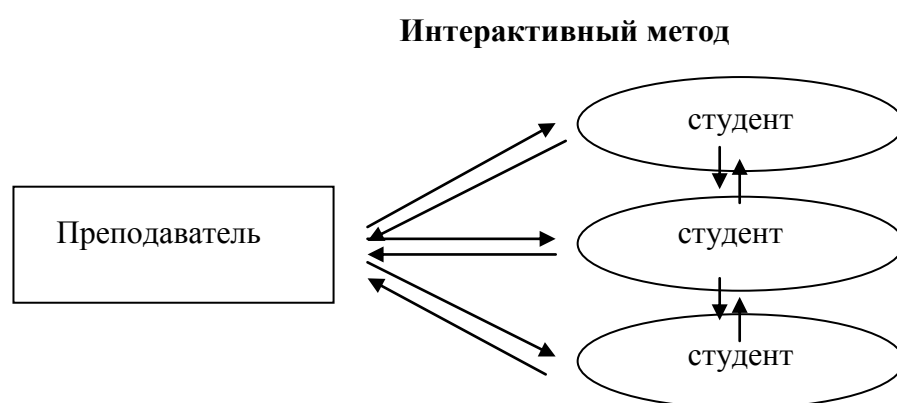 Интерактивный метод
студент
Преподаватель
студент
студент